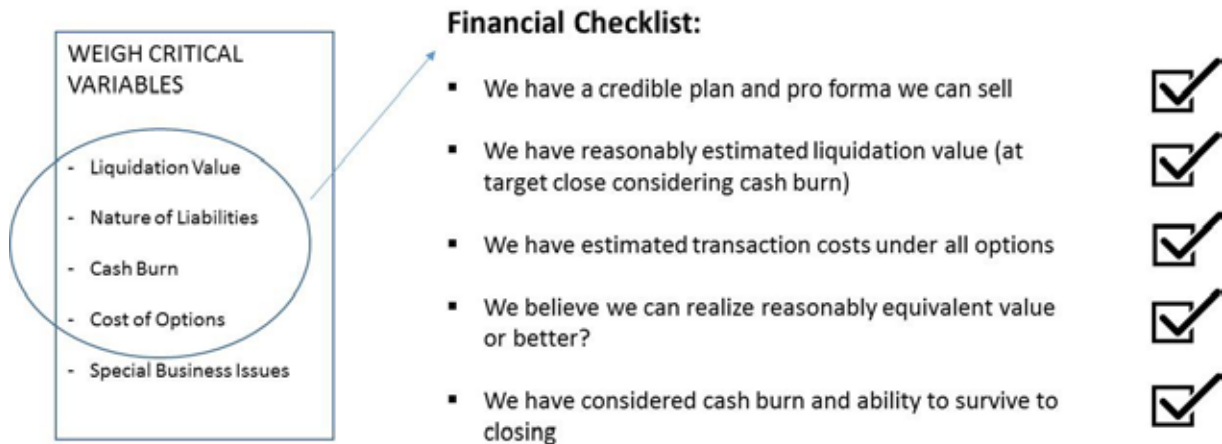 WEIGH CRITICAL
VARIABLES
- Liquidation Value
- Nature of Liabilities
- Cash Burn
- Cost of Options
- Special Business Issues
Financial Checklist:
▪ We have a credible plan and pro forma we can sell
▪ We have reasonably estimated liquidation value (at
target close considering cash burn)
▪ We have estimated transaction costs under all options
▪ We believe we can realize reasonably equivalent value
or better?
▪ We have considered cash burn and ability to survive to
closing